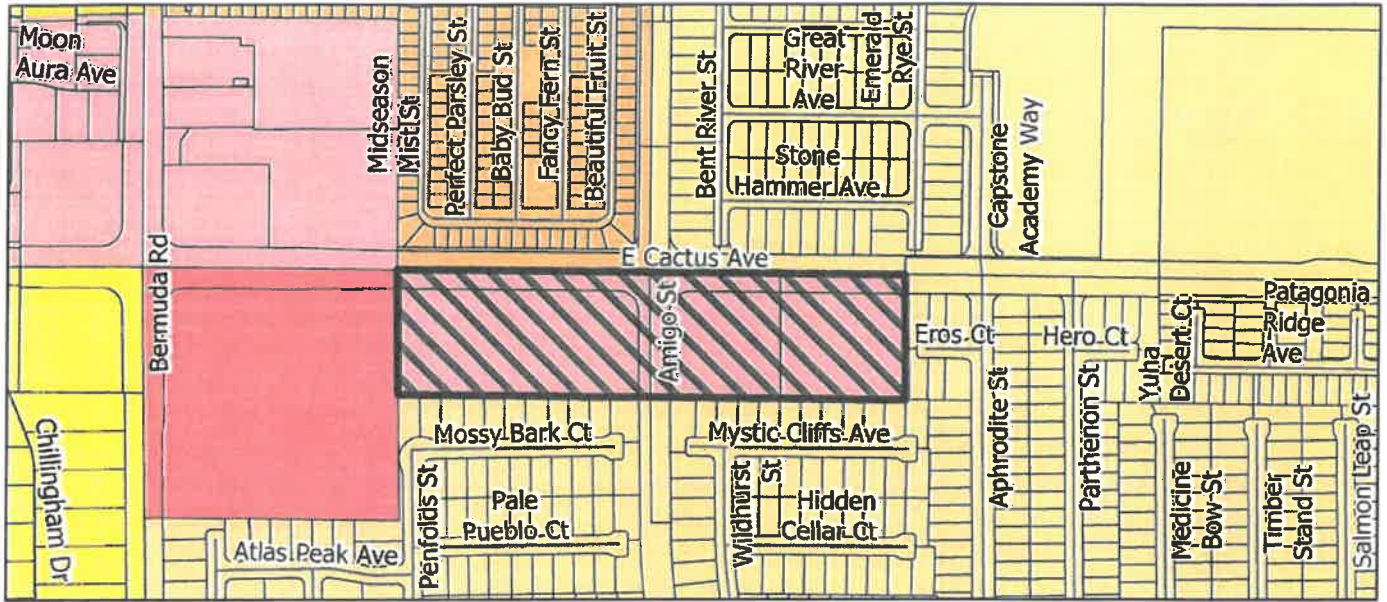 Moon
Aura Ave
Bermuda Rd
Chillingham Dr
Midseason
Mist St
Perfect Parsley St
Baby Bud St
Fancy Fern St
Beautiful Fruit St
Bent River St
Great
River
Ave
Emerald
Rye St
Stone
Hammer Ave
Capstone
Academy Way
E Cactus Ave
Amigo St
Eros Ct
Hero Ct
Yuha
Desert Ct
Patagonia
Ridge
Ave
Aphrodite St
Parthenon St
Mossy Bark Ct
Mystic Cliffs Ave
Penfolds St
Pale
Pueblo Ct
Wildhurst
St
Hidden
Cellar Ct
Atlas Peak Ave
Medicine
Bow St
Timber
Stand St
Salmon Leap St